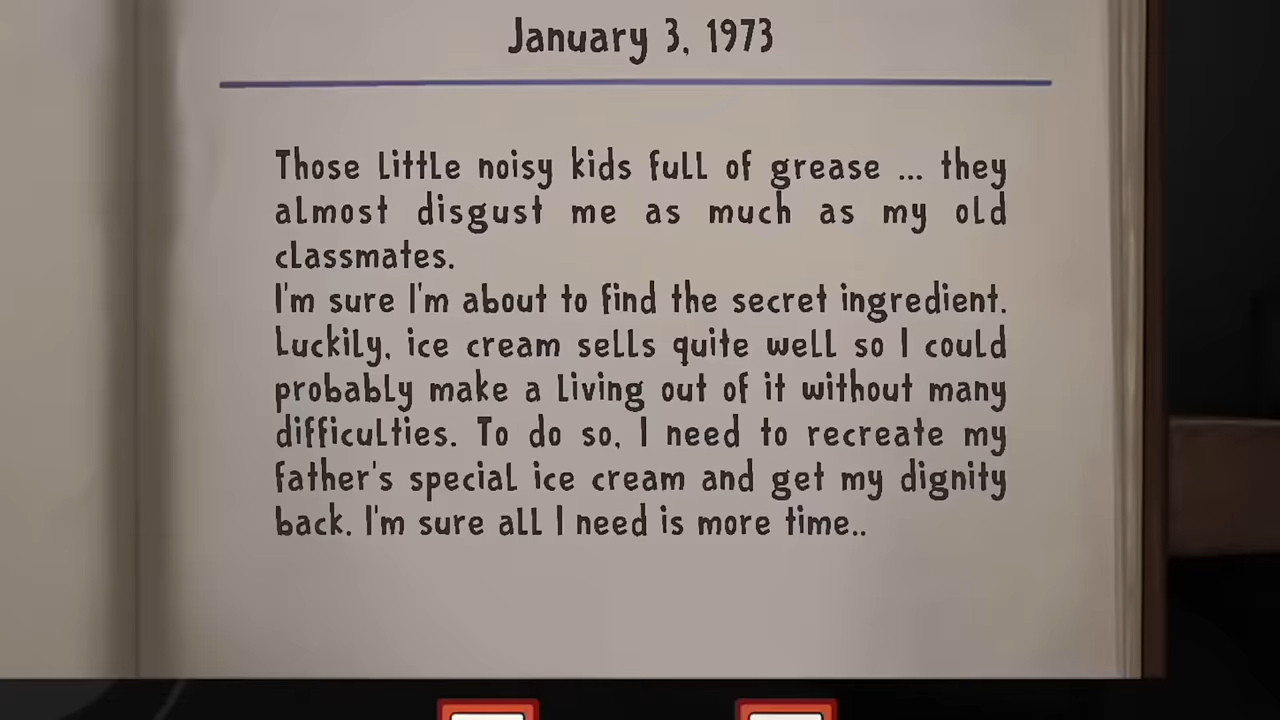 January 3, 1973
Those little noisy kids full of grease ... they
almost disgust me as much as my old
classmates.
I'm sure I'm about to find the secret ingredient.
Luckily, ice cream sells quite well so I could
probably make a living out of it without many
difficulties. To do so, I need to recreate my
father's special ice cream and get my dignity
back. I'm sure all I need is more time..